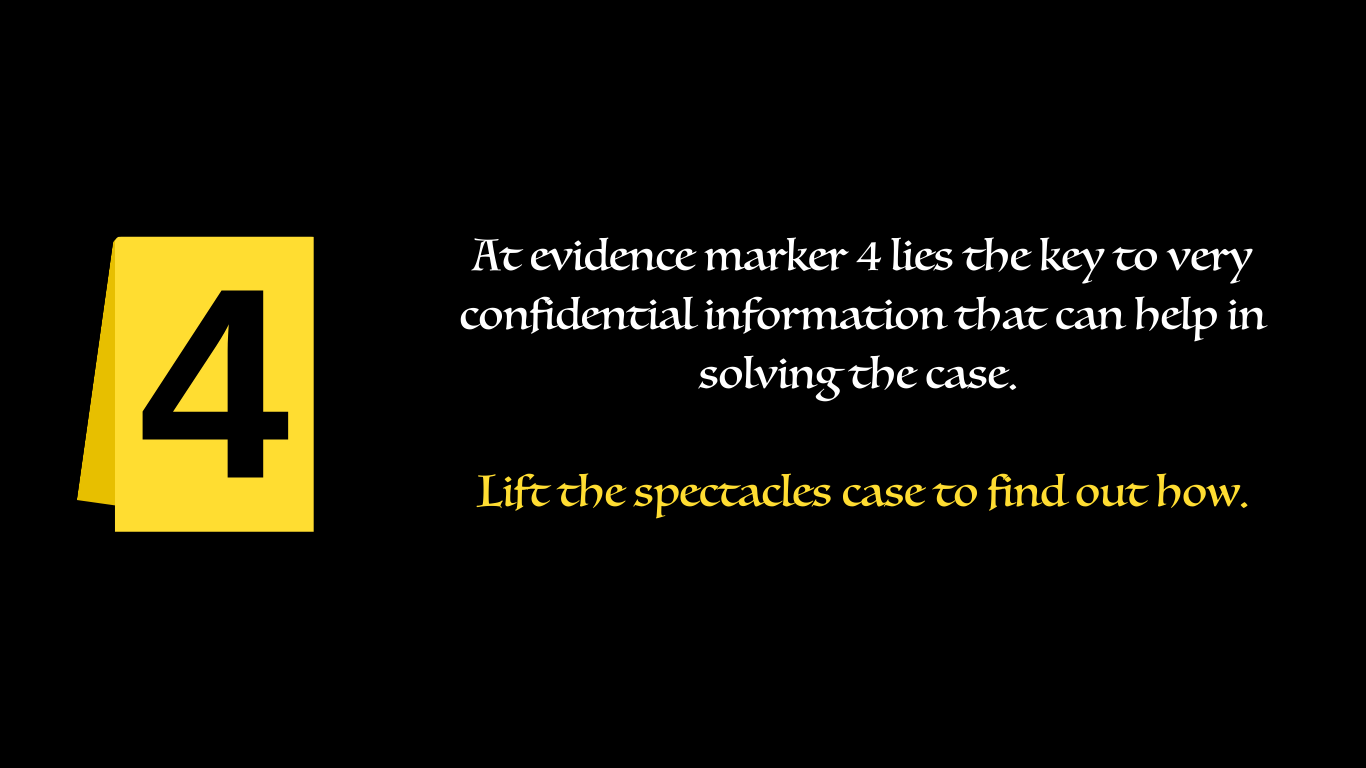 4
At evidence marker 4 lies the key to very
confidential information that can help in
solving the case.
Lift the spectacles case to find out how.